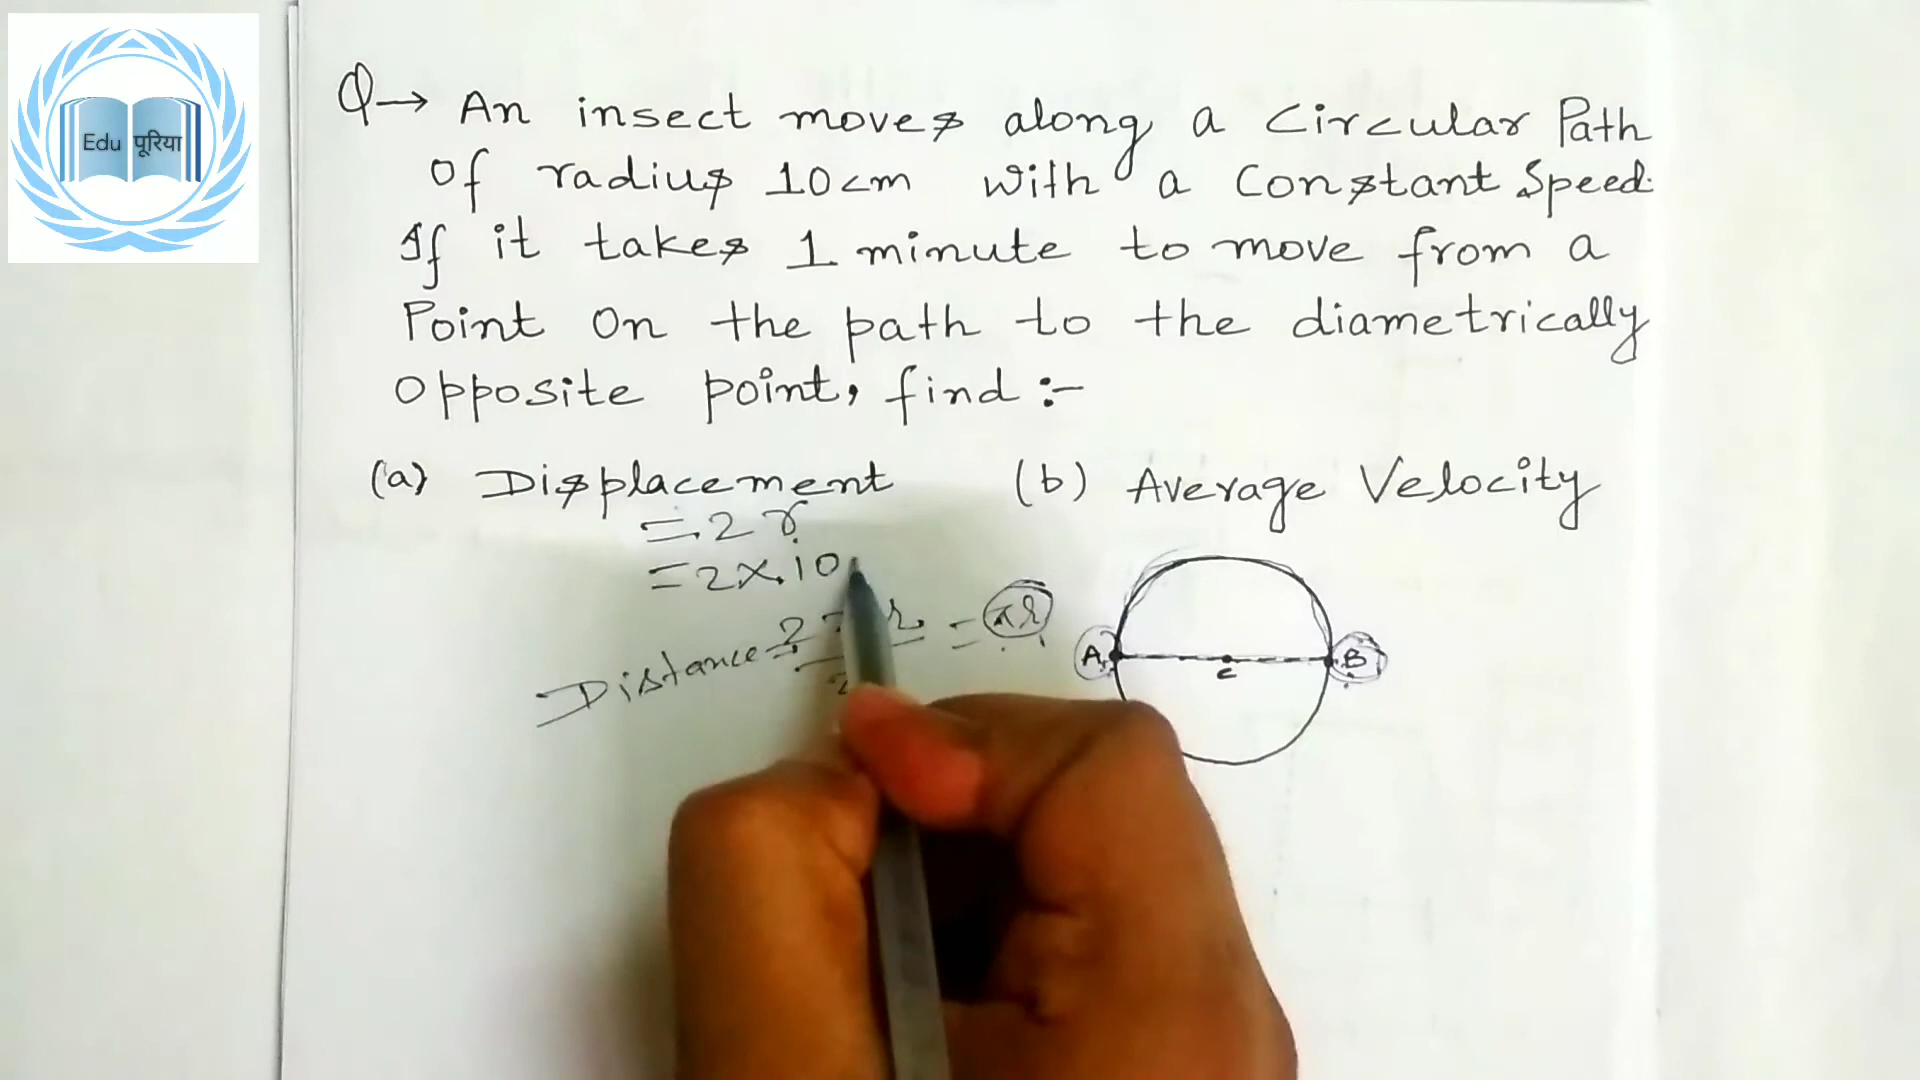 Edu पूरिया
Q→ An insect moves along a Circular Path
Of radius 10cm with a Constant Speed.
If it takes 1 minute to move from a
Point On the path to the diametrically
opposite point, find :-
(a) Displacement (b) Average Velocity
= 2r
= 2×10
Distance = 2 r = πr
2
A C B